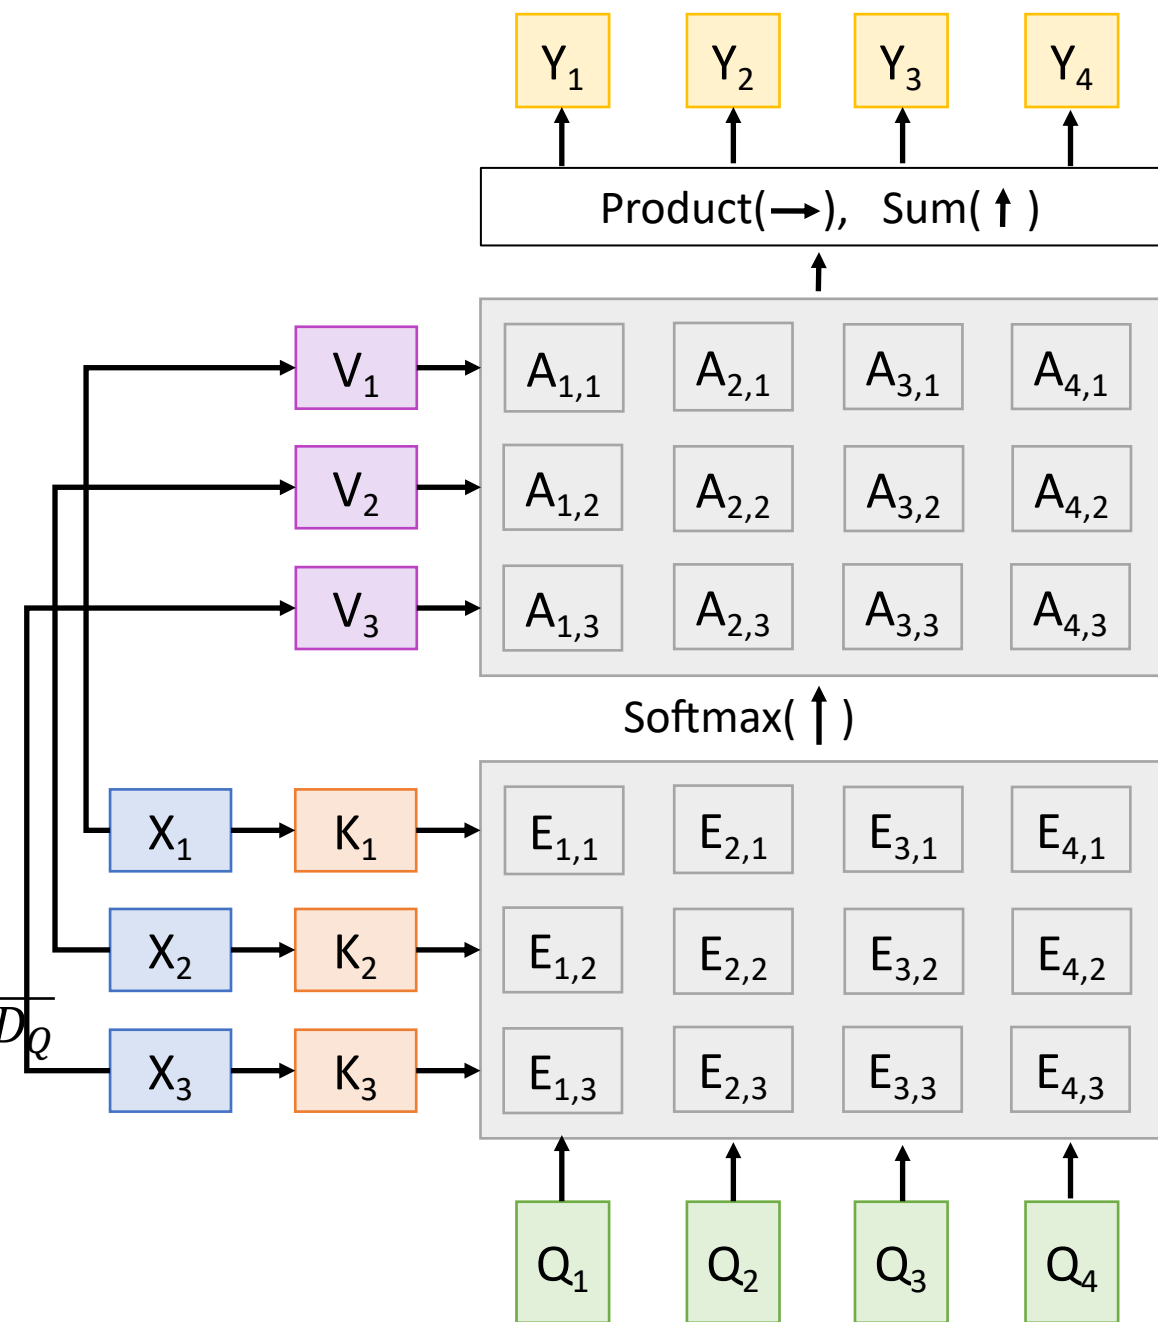 Y1 Y2 Y3 Y4
Product(→), Sum( ↑ )
V1 A1,1 A2,1 A3,1 A4,1
V2 A1,2 A2,2 A3,2 A4,2
V3 A1,3 A2,3 A3,3 A4,3
Softmax( ↑ )
X1 K1 E1,1 E2,1 E3,1 E4,1
X2 K2 E1,2 E2,2 E3,2 E4,2
D_Q
X3 K3 E1,3 E2,3 E3,3 E4,3
Q1 Q2 Q3 Q4